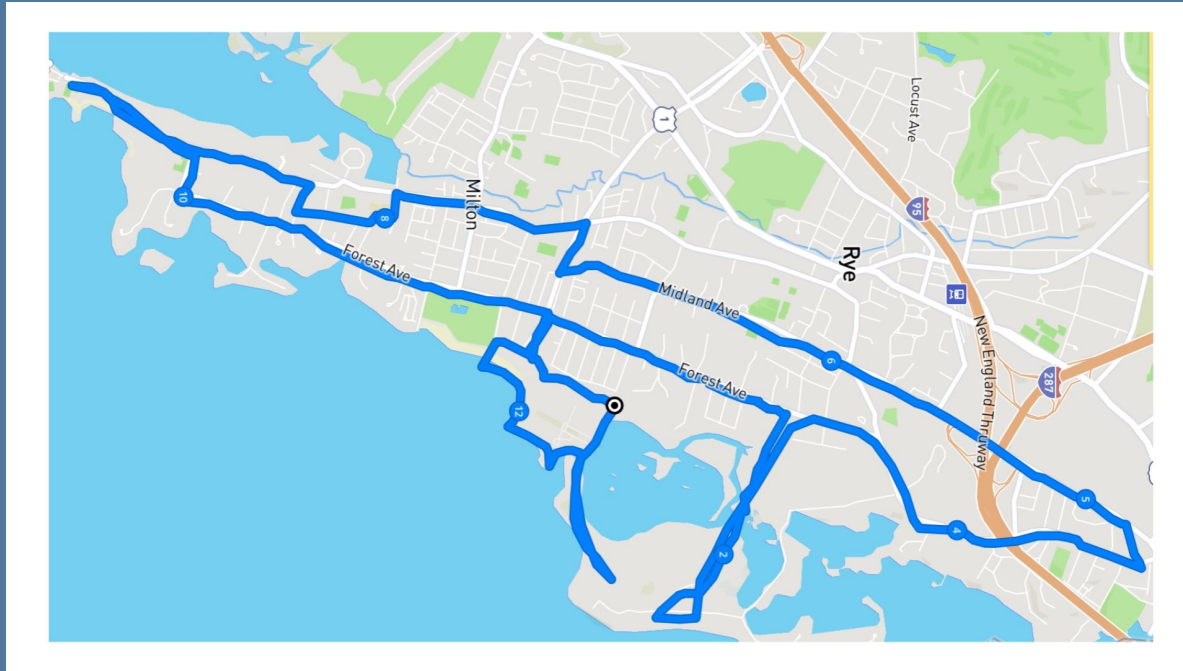 Locust Ave
1
95
Milton
8
10
Rye
Forest Ave
Midland Ave
New England Thruway
287
6
Forest Ave
12
5
4
2